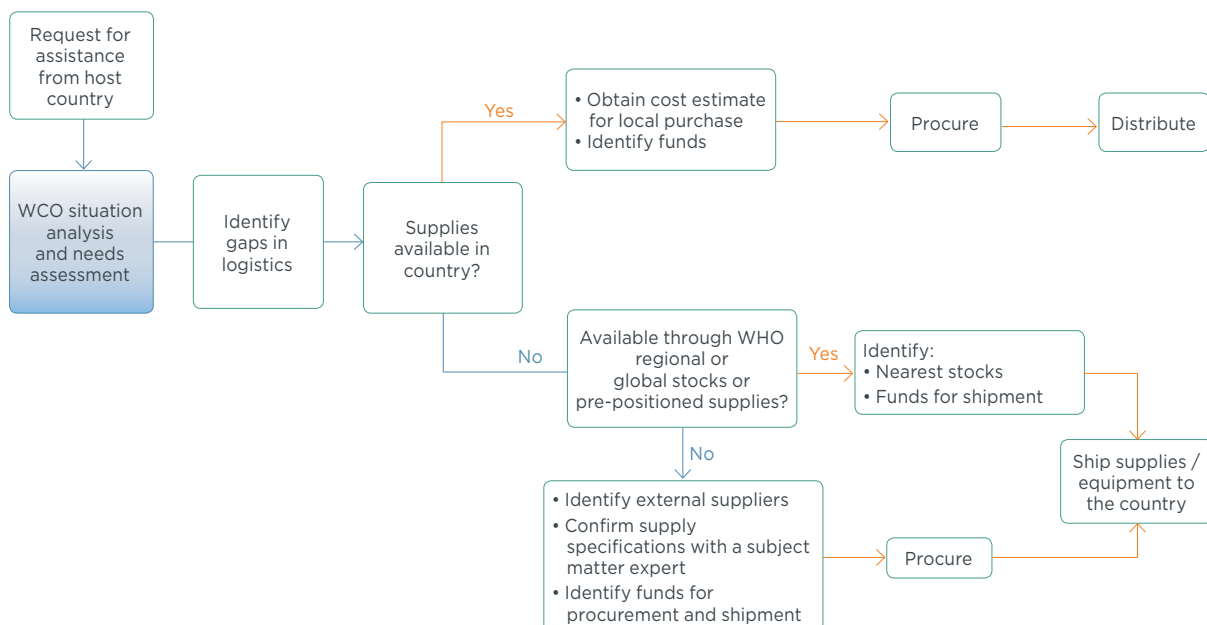 Request for
assistance
from host
country
WCO situation
analysis
and needs
assessment
Identify
gaps in
logistics
Supplies
available in
country?
Yes
• Obtain cost estimate
for local purchase
• Identify funds
Procure
Distribute
No
Available through WHO
regional or
global stocks or
pre-positioned supplies?
Yes
Identify:
• Nearest stocks
• Funds for shipment
No
• Identify external suppliers
• Confirm supply
specifications with a subject
matter expert
• Identify funds for
procurement and shipment
Procure
Ship supplies /
equipment to
the country